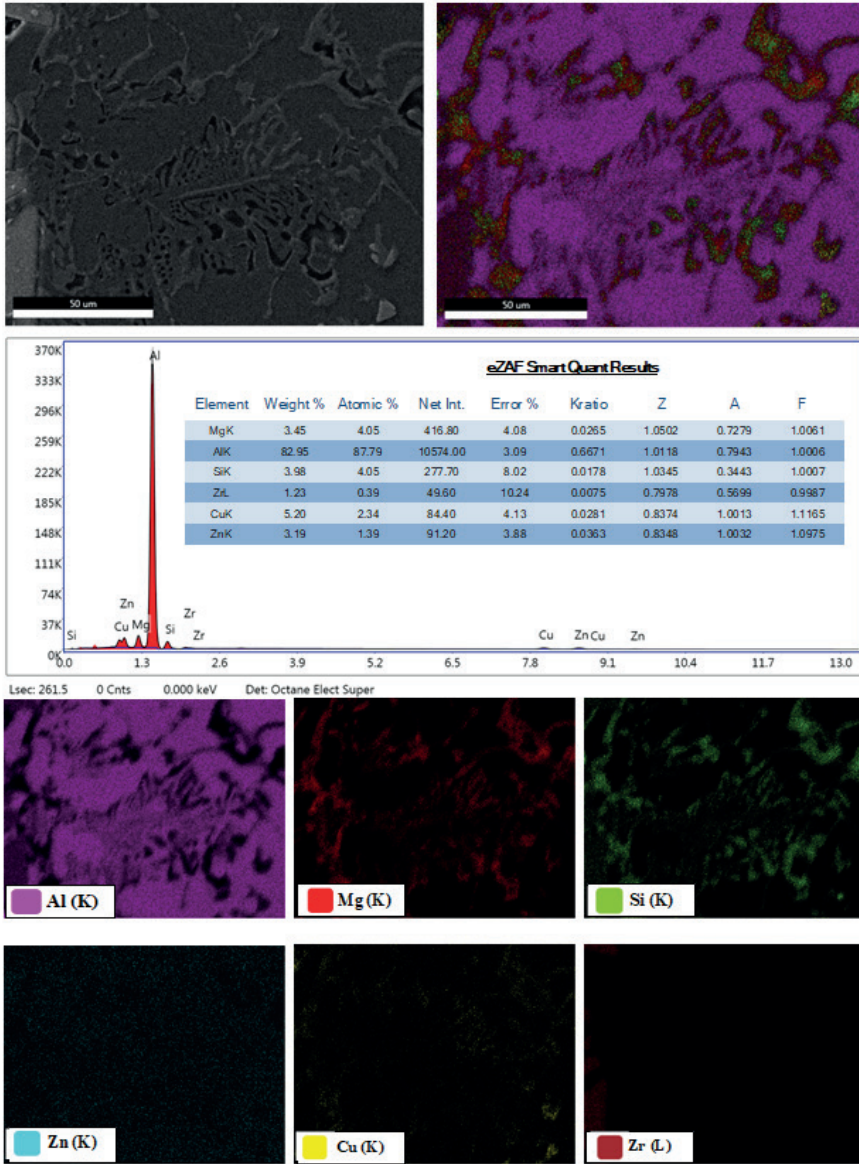 50 um
50 um
eZAF Smart Quant Results
Element Weight % Atomic % Net Int. Error % Kratio Z A F
MgK 3.45 4.05 416.80 4.08 0.0265 1.0502 0.7279 1.0061
AlK 82.95 87.79 10574.00 3.09 0.6671 1.0118 0.7943 1.0006
SiK 3.98 4.05 277.70 8.02 0.0178 1.0345 0.3443 1.0007
ZrL 1.23 0.39 49.60 10.24 0.0075 0.7978 0.5699 0.9987
CuK 5.20 2.34 84.40 4.13 0.0281 0.8374 1.0013 1.1165
ZnK 3.19 1.39 91.20 3.88 0.0363 0.8348 1.0032 1.0975
370K
333K
296K
259K
222K
185K
148K
111K
74K
37K
0K
Al
Zn
Zr
Si Cu Mg Si Zr Cu Zn Cu Zn
0.0 1.3 2.6 3.9 5.2 6.5 7.8 9.1 10.4 11.7 13.0
Lsec: 261.5 0 Cnts 0.000 keV Det: Octane Elect Super
Al (K) Mg (K) Si (K)
Zn (K) Cu (K) Zr (L)